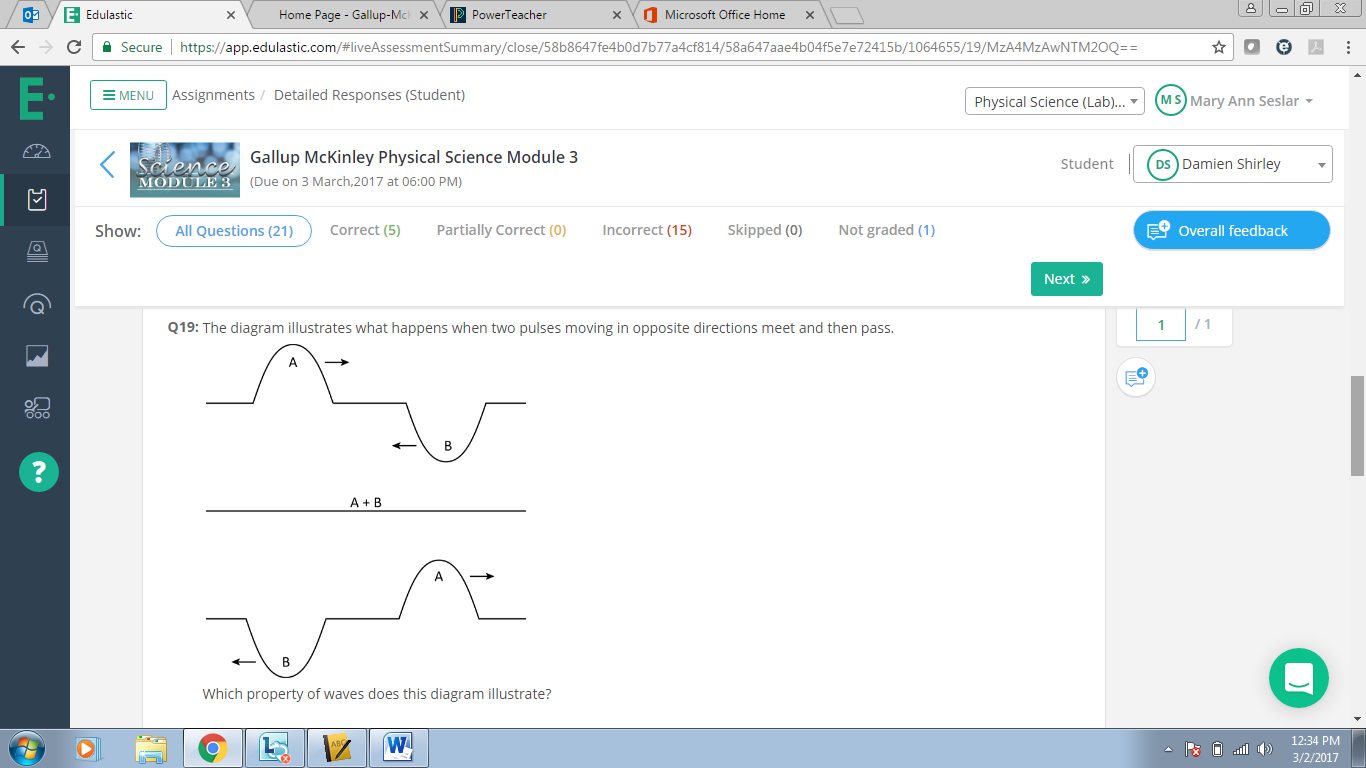 Edulastic
Home Page - Gallup-McK
PowerTeacher
Microsoft Office Home
Secure
https://app.edulastic.com/#liveAssessmentSummary/close/58b8647fe4b0d7b77a4cf814/58a647aae4b04f5e7e72415b/1064655/19/MzA4MzAwNTM2OQ==
E
MENU
Assignments / Detailed Responses (Student)
Physical Science (Lab)...
MS
Mary Ann Seslar
Science
MODULE 3
Gallup McKinley Physical Science Module 3
(Due on 3 March,2017 at 06:00 PM)
Student
DS
Damien Shirley
Show:
All Questions (21)
Correct (5)
Partially Correct (0)
Incorrect (15)
Skipped (0)
Not graded (1)
Overall feedback
Next »
Q19: The diagram illustrates what happens when two pulses moving in opposite directions meet and then pass.
1 / 1
A
B
A + B
A
B
Which property of waves does this diagram illustrate?
?
ABC
W
12:34 PM
3/2/2017